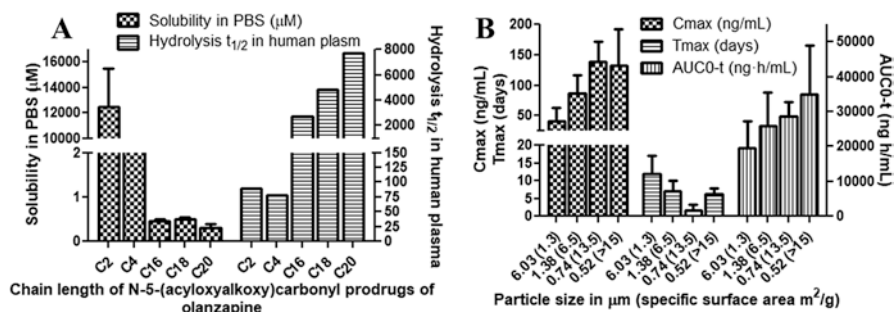 A
Solubility in PBS (μM)
Hydrolysis t1/2 in human plasm
Solubility in PBS (μM)
16000
14000
12000
10000
2
1
0
8000
6000
4000
2000
150
125
100
75
50
25
0
Hydrolysis t1/2 in human plasma
C2 C4 C16 C18 C20 C2 C4 C16 C18 C20
Chain length of N-5-(acyloxyalkoxy)carbonyl prodrugs of
olanzapine
B
Cmax (ng/mL)
Tmax (days)
AUC0-t (ng·h/mL)
Cmax (ng/mL)
Tmax (days)
200
150
100
50
20
15
10
5
0
50000
40000
30000
20000
10000
0
AUC0-t (ng h/mL)
6.03 (1.3) 1.38 (6.5) 0.74 (13.5) 0.52 (>15) 6.03 (1.3) 1.38 (6.5) 0.74 (13.5) 0.52 (>15) 6.03 (1.3) 1.38 (6.5) 0.74 (13.5) 0.52 (>15)
Particle size in μm (specific surface area m²/g)